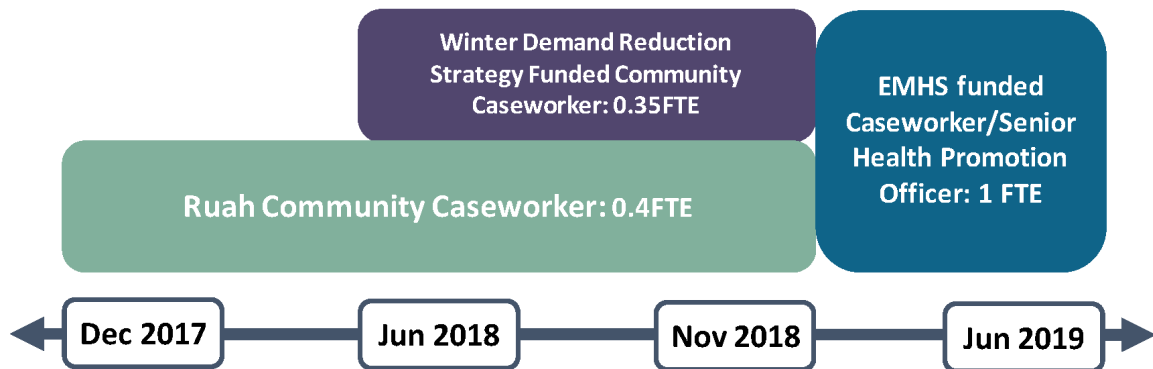 Winter Demand Reduction
Strategy Funded Community
Caseworker: 0.35FTE
EMHS funded
Caseworker/Senior
Health Promotion
Officer: 1 FTE
Ruah Community Caseworker: 0.4FTE
Dec 2017
Jun 2018
Nov 2018
Jun 2019